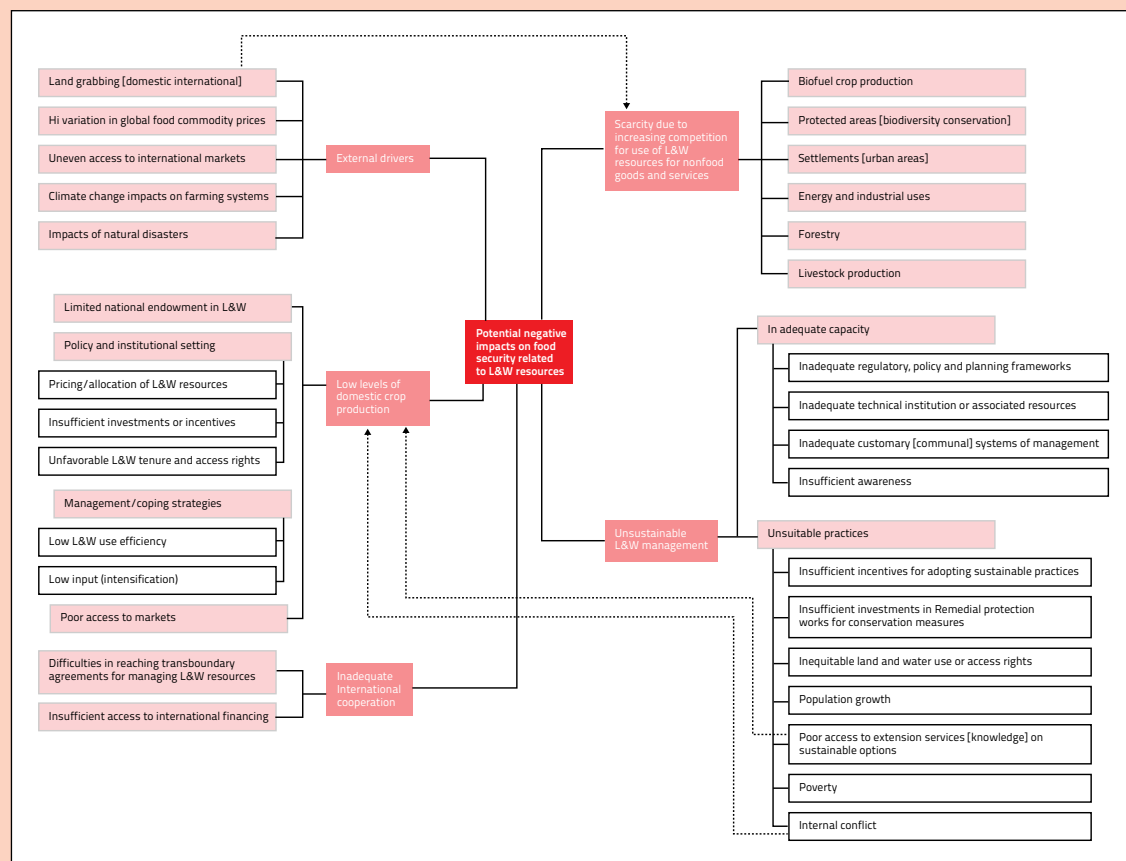 Land grabbing [domestic international]
Hi variation in global food commodity prices
Uneven access to international markets
Climate change impacts on farming systems
Impacts of natural disasters
External drivers
Limited national endowment in L&W
Policy and institutional setting
Pricing/allocation of L&W resources
Insufficient investments or incentives
Unfavorable L&W tenure and access rights
Management/coping strategies
Low L&W use efficiency
Low input (intensification)
Poor access to markets
Low levels of
domestic crop
production
Difficulties in reaching transboundary
agreements for managing L&W resources
Insufficient access to international financing
Inadequate
International
cooperation
Potential negative
impacts on food
security related
to L&W resources
Scarcity due to
increasing competition
for use of L&W
resources for nonfood
goods and services
Biofuel crop production
Protected areas [biodiversity conservation]
Settlements [urban areas]
Energy and industrial uses
Forestry
Livestock production
Unsustainable
L&W management
In adequate capacity
Inadequate regulatory, policy and planning frameworks
Inadequate technical institution or associated resources
Inadequate customary [communal] systems of management
Insufficient awareness
Unsuitable practices
Insufficient incentives for adopting sustainable practices
Insufficient investments in Remedial protection
works for conservation measures
Inequitable land and water use or access rights
Population growth
Poor access to extension services [knowledge] on
sustainable options
Poverty
Internal conflict